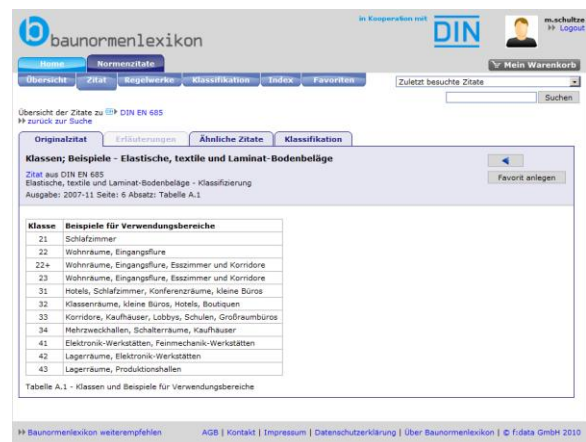 in Kooperation mit
DIN
m.schultze
Logout
baunormenlexikon
Home Normenzitate
Mein Warenkorb
Übersicht Zitat Regelwerke Klassifikation Index Favoriten
Zuletzt besuchte Zitate
Suchen
Übersicht der Zitate zu DIN EN 685
zurück zur Suche
Originalzitat Erläuterungen Ähnliche Zitate Klassifikation
Klassen; Beispiele - Elastische, textile und Laminat-Bodenbeläge
Zitat aus DIN EN 685
Elastische, textile und Laminat-Bodenbeläge - Klassifizierung
Favorit anlegen
Ausgabe: 2007-11 Seite: 6 Absatz: Tabelle A.1
Klasse Beispiele für Verwendungsbereiche
21 Schlafzimmer
22 Wohnräume, Eingangsflure
22+ Wohnräume, Eingangsflure, Esszimmer und Korridore
23 Wohnräume, Eingangsflure, Esszimmer und Korridore
31 Hotels, Schlafzimmer, Konferenzräume, kleine Büros
32 Klassenräume, kleine Büros, Hotels, Boutiquen
33 Korridore, Kaufhäuser, Lobbys, Schulen, Großraumbüros
34 Mehrzweckhallen, Schalterräume, Kaufhäuser
41 Elektronik-Werkstätten, Feinmechanik-Werkstätten
42 Lagerräume, Elektronik-Werkstätten
43 Lagerräume, Produktionshallen
Tabelle A.1 - Klassen und Beispiele für Verwendungsbereiche
Baunormenlexikon weiterempfehlen AGB | Kontakt | Impressum | Datenschutzerklärung | Über Baunormenlexikon | © f:data GmbH 2010